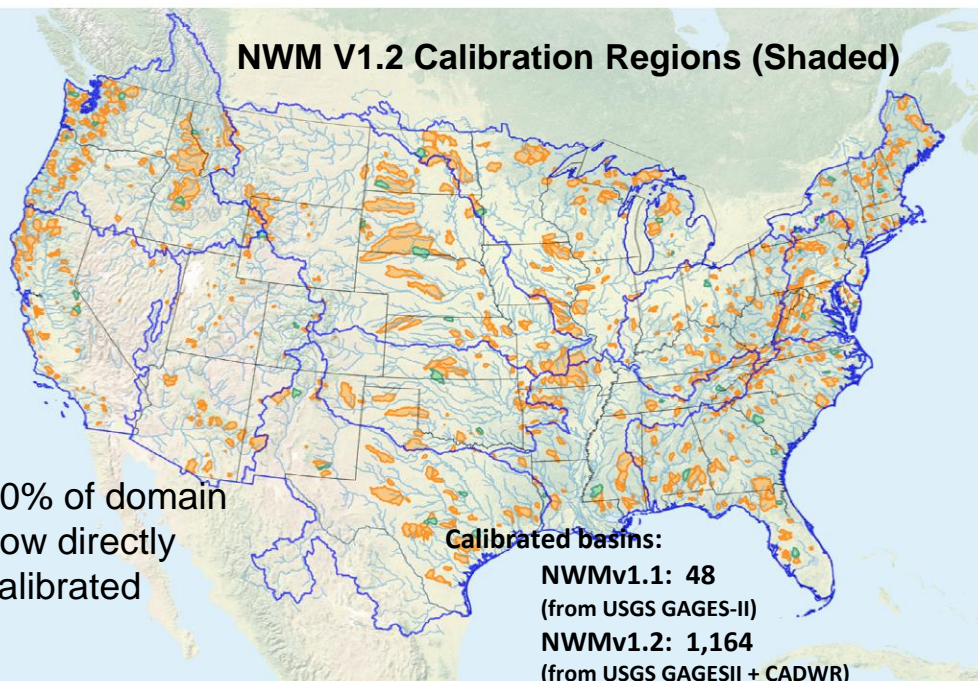 NWM V1.2 Calibration Regions (Shaded)
0% of domain
ow directly
alibrated
Calibrated basins:
NWMv1.1: 48
(from USGS GAGES-II)
NWMv1.2: 1,164
(from USGS GAGESII + CADWR)